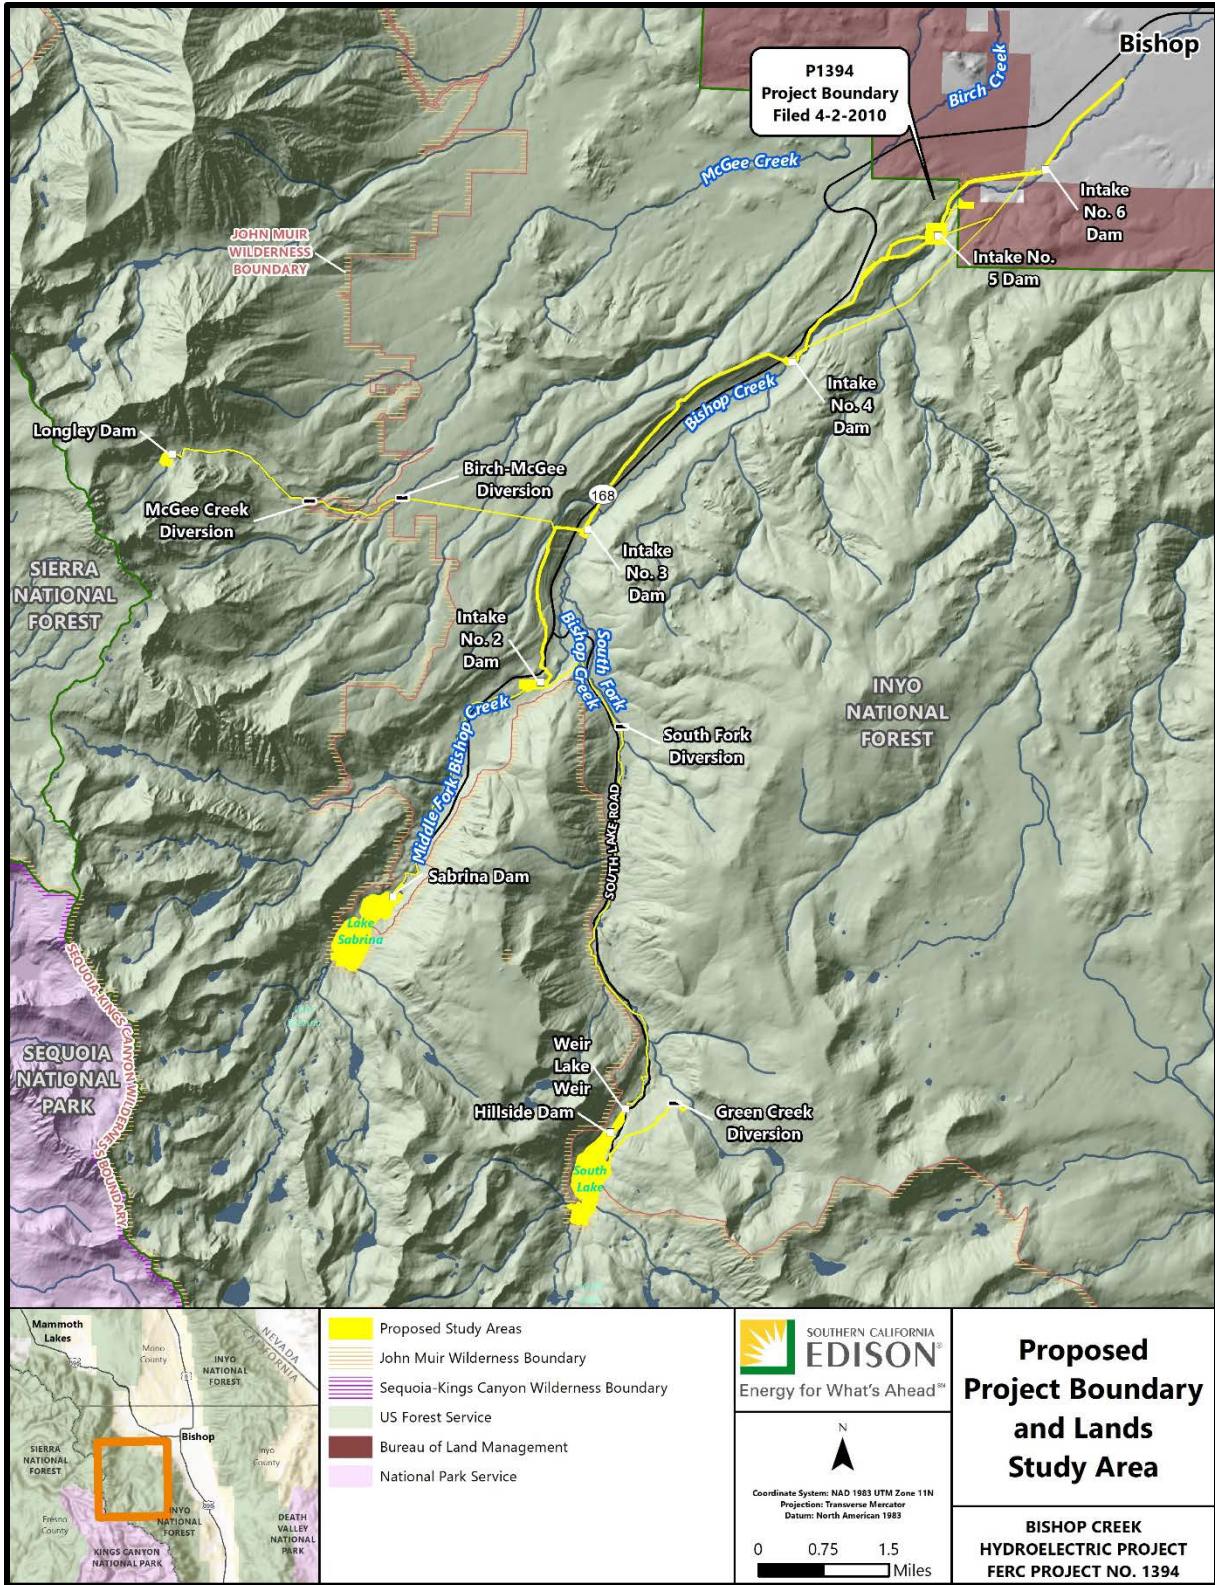 Bishop
P1394
Project Boundary
Filed 4-2-2010
Birch Creek
McGee Creek
Intake
No. 6
Dam
JOHN MUIR
WILDERNESS
BOUNDARY
Intake No.
5 Dam
Bishop Creek
Intake
No. 4
Dam
Longley Dam
Birch-McGee
Diversion
168
McGee Creek
Diversion
Intake
No. 3
Dam
SIERRA
NATIONAL
FOREST
Intake
No. 2
Dam
South Fork
Bishop Creek
INYO
NATIONAL
FOREST
South Fork
Diversion
Middle Fork Bishop Creek
SOUTH LAKE ROAD
Sabrina Dam
Lake
Sabrina
SEQUOIA-KINGS CANYON WILDERNESS BOUNDARY
SEQUOIA
NATIONAL
PARK
Weir
Lake
Weir
Hillside Dam
Green Creek
Diversion
South
Lake
Mammoth
Lakes
Mono
County
NEVADA
CALIFORNIA
INYO
NATIONAL
FOREST
6
395
Bishop
SIERRA
NATIONAL
FOREST
Inyo
County
395
Fresno
County
INYO
NATIONAL
FOREST
DEATH
VALLEY
NATIONAL
PARK
KINGS CANYON
NATIONAL PARK
Proposed Study Areas
John Muir Wilderness Boundary
Sequoia-Kings Canyon Wilderness Boundary
US Forest Service
Bureau of Land Management
National Park Service
SOUTHERN CALIFORNIA
EDISON®
Energy for What's Ahead℠
N
Coordinate System: NAD 1983 UTM Zone 11N
Projection: Transverse Mercator
Datum: North American 1983
0 0.75 1.5
Miles
Proposed
Project Boundary
and Lands
Study Area
BISHOP CREEK
HYDROELECTRIC PROJECT
FERC PROJECT NO. 1394